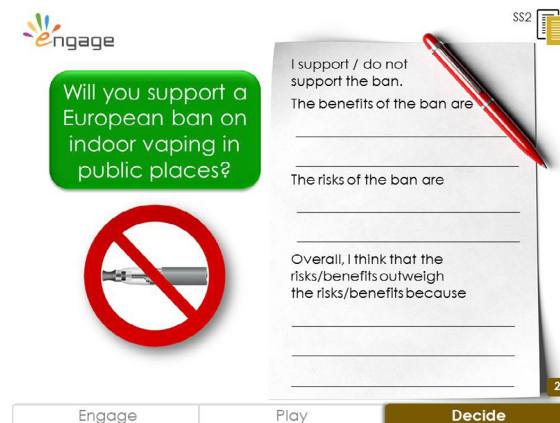 engage
SS2
Will you support a
European ban on
indoor vaping in
public places?
I support / do not
support the ban.
The benefits of the ban are
The risks of the ban are
Overall, I think that the
risks/benefits outweigh
the risks/benefits because
2
Engage
Play
Decide